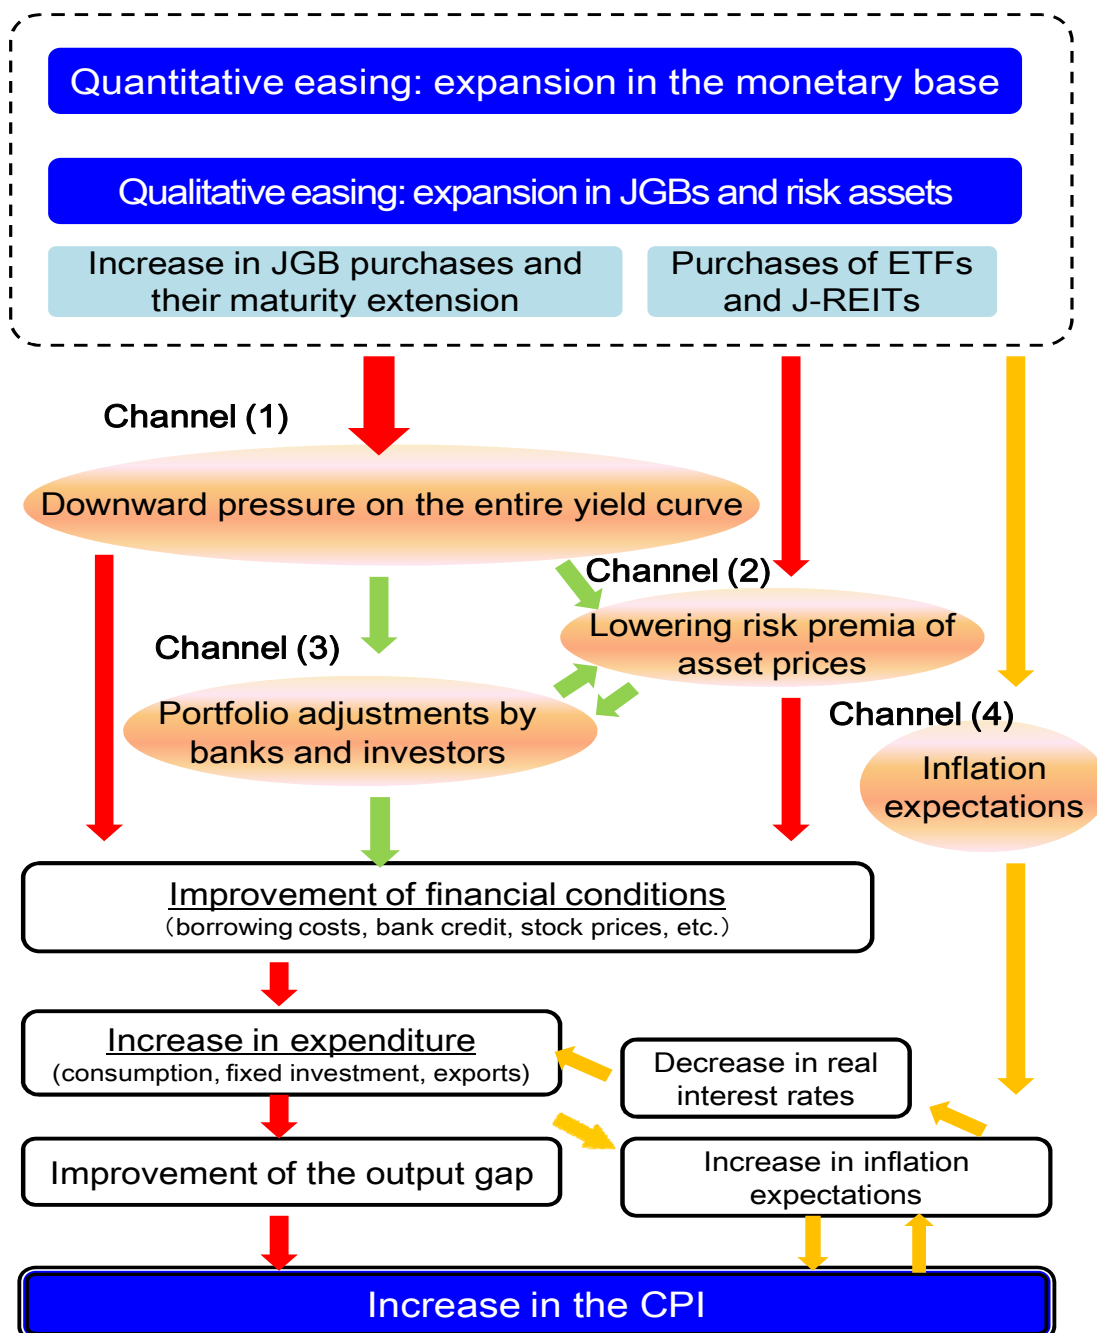 Quantitative easing: expansion in the monetary base
Qualitative easing: expansion in JGBs and risk assets
Increase in JGB purchases and
their maturity extension
Purchases of ETFs
and J-REITs
Channel (1)
Downward pressure on the entire yield curve
Channel (2)
Lowering risk premia of
asset prices
Channel (3)
Portfolio adjustments by
banks and investors
Channel (4)
Inflation
expectations
Improvement of financial conditions
(borrowing costs, bank credit, stock prices, etc.)
Increase in expenditure
(consumption, fixed investment, exports)
Decrease in real
interest rates
Improvement of the output gap
Increase in inflation
expectations
Increase in the CPI